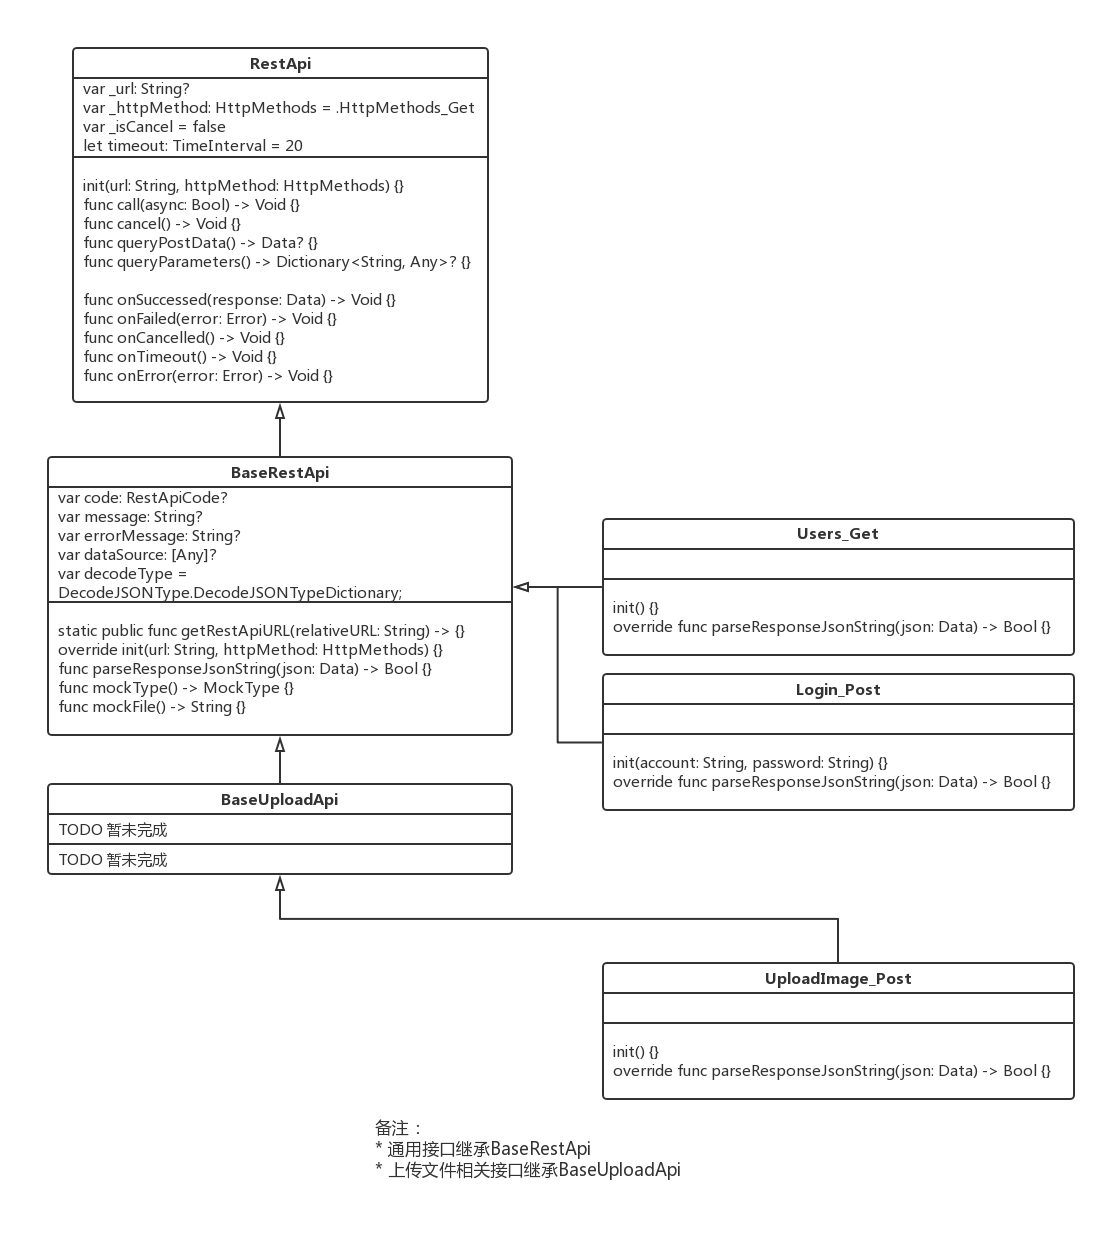 RestApi
var _url: String?
var _httpMethod: HttpMethods = .HttpMethods_Get
var _isCancel = false
let timeout: TimeInterval = 20
init(url: String, httpMethod: HttpMethods) {}
func call(async: Bool) -> Void {}
func cancel() -> Void {}
func queryPostData() -> Data? {}
func queryParameters() -> Dictionary<String, Any>? {}
func onSuccessed(response: Data) -> Void {}
func onFailed(error: Error) -> Void {}
func onCancelled() -> Void {}
func onTimeout() -> Void {}
func onError(error: Error) -> Void {}
BaseRestApi
var code: RestApiCode?
var message: String?
var errorMessage: String?
var dataSource: [Any]?
var decodeType =
DecodeJSONType.DecodeJSONTypeDictionary;
static public func getRestApiURL(relativeURL: String) -> {}
override init(url: String, httpMethod: HttpMethods) {}
func parseResponseJsonString(json: Data) -> Bool {}
func mockType() -> MockType {}
func mockFile() -> String {}
Users_Get
init() {}
override func parseResponseJsonString(json: Data) -> Bool {}
Login_Post
init(account: String, password: String) {}
override func parseResponseJsonString(json: Data) -> Bool {}
BaseUploadApi
TODO 暂未完成
TODO 暂未完成
UploadImage_Post
init() {}
override func parseResponseJsonString(json: Data) -> Bool {}
备注：
* 通用接口继承BaseRestApi
* 上传文件相关接口继承BaseUploadApi